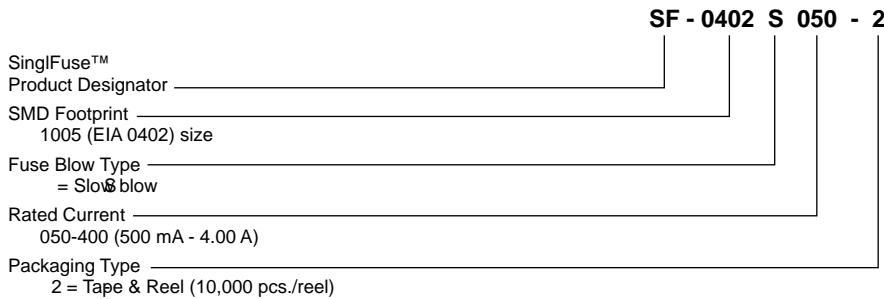 SF - 0402 S 050 - 2
SinglFuse™
Product Designator
SMD Footprint
1005 (EIA 0402) size
Fuse Blow Type
S = Slow blow
Rated Current
050-400 (500 mA - 4.00 A)
Packaging Type
- 2 = Tape & Reel (10,000 pcs./reel)